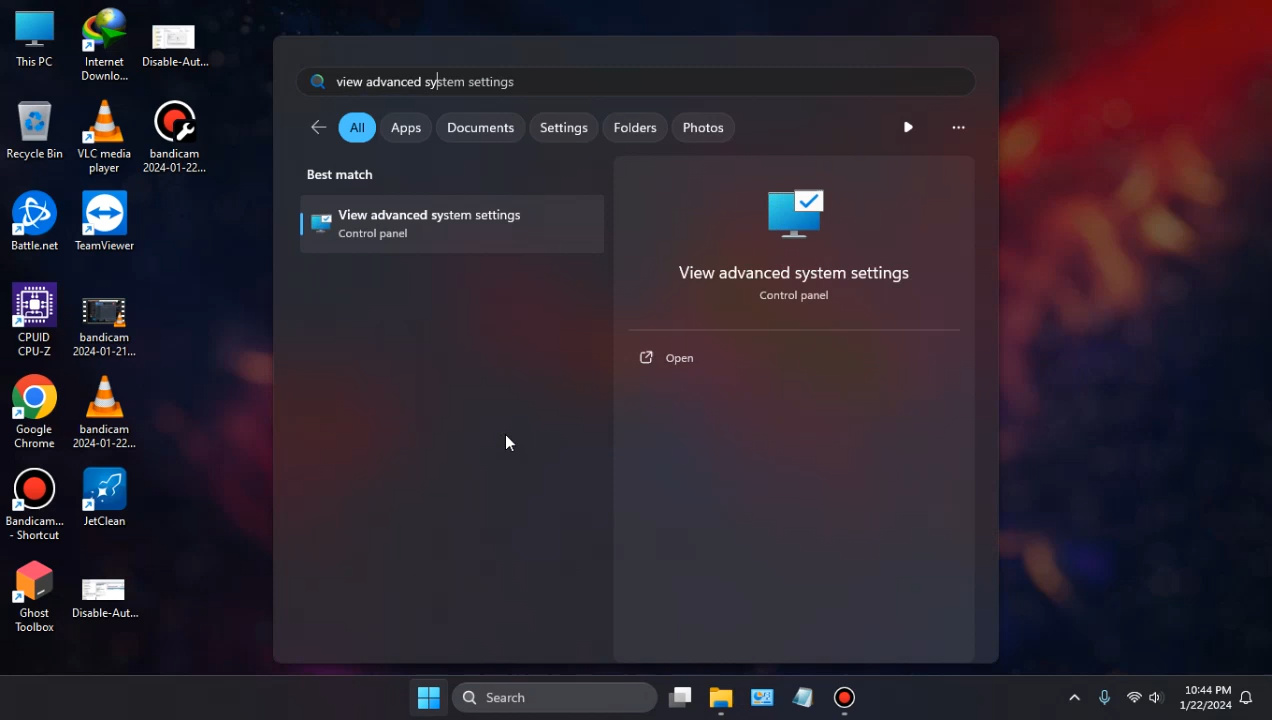 This PC
Internet
Downlo...
Disable-Aut...
Recycle Bin
VLC media
player
bandicam
2024-01-22...
Battle.net
TeamViewer
CPUID
CPU-Z
bandicam
2024-01-21...
Google
Chrome
bandicam
2024-01-22...
Bandicam...
- Shortcut
JetClean
Ghost
Toolbox
Disable-Aut...
view advanced system settings
All
Apps
Documents
Settings
Folders
Photos
Best match
View advanced system settings
Control panel
View advanced system settings
Control panel
Open
Search
10:44 PM
1/22/2024